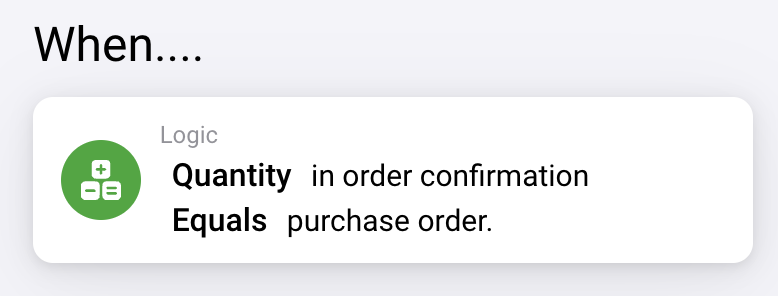 When....
Logic
Quantity in order confirmation
Equals purchase order.